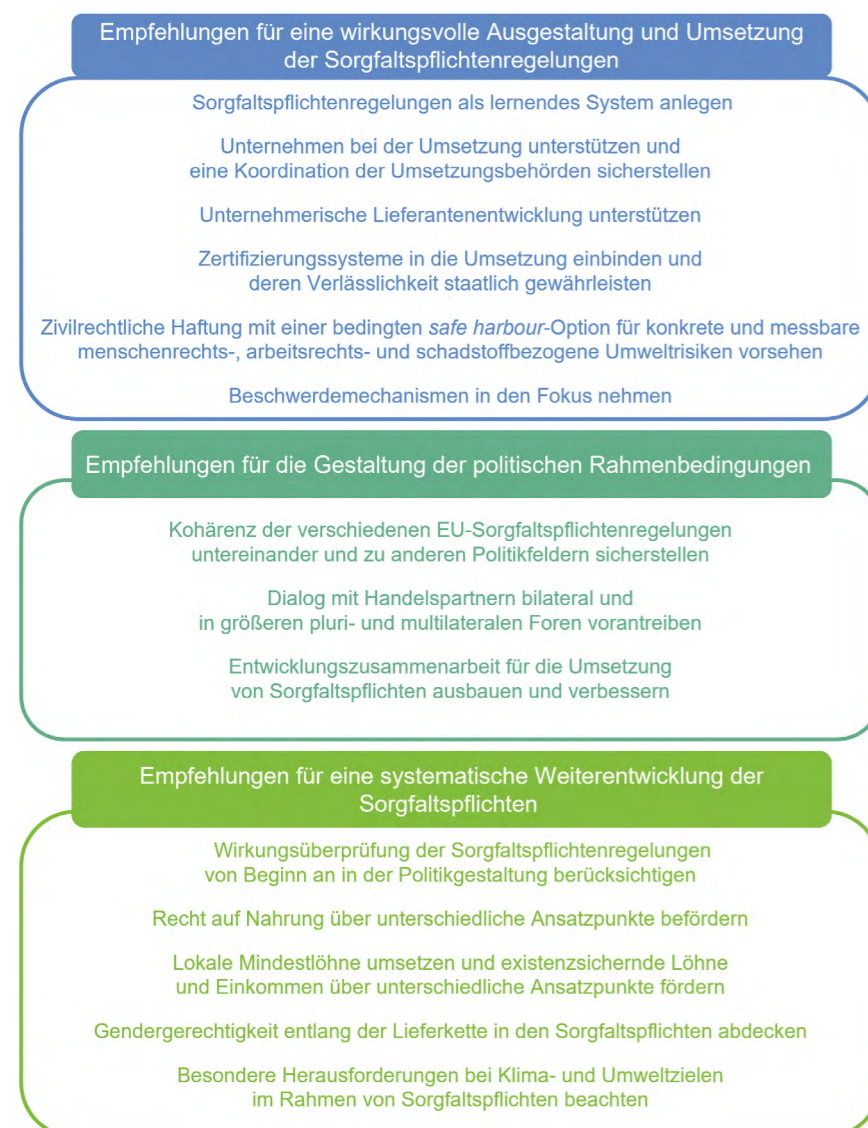 Empfehlungen für eine wirkungsvolle Ausgestaltung und Umsetzung
der Sorgfaltspflichtenregelungen
Sorgfaltspflichtenregelungen als lernendes System anlegen
Unternehmen bei der Umsetzung unterstützen und
eine Koordination der Umsetzungsbehörden sicherstellen
Unternehmerische Lieferantenentwicklung unterstützen
Zertifizierungssysteme in die Umsetzung einbinden und
deren Verlässlichkeit staatlich gewährleisten
Zivilrechtliche Haftung mit einer bedingten safe harbour-Option für konkrete und messbare
menschenrechts-, arbeitsrechts- und schadstoffbezogene Umweltrisiken vorsehen
Beschwerdemechanismen in den Fokus nehmen
Empfehlungen für die Gestaltung der politischen Rahmenbedingungen
Kohärenz der verschiedenen EU-Sorgfaltspflichtenregelungen
untereinander und zu anderen Politikfeldern sicherstellen
Dialog mit Handelspartnern bilateral und
in größeren pluri- und multilateralen Foren vorantreiben
Entwicklungszusammenarbeit für die Umsetzung
von Sorgfaltspflichten ausbauen und verbessern
Empfehlungen für eine systematische Weiterentwicklung der
Sorgfaltspflichten
Wirkungsüberprüfung der Sorgfaltspflichtenregelungen
von Beginn an in der Politikgestaltung berücksichtigen
Recht auf Nahrung über unterschiedliche Ansatzpunkte befördern
Lokale Mindestlöhne umsetzen und existenzsichernde Löhne
und Einkommen über unterschiedliche Ansatzpunkte fördern
Gendergerechtigkeit entlang der Lieferkette in den Sorgfaltspflichten abdecken
Besondere Herausforderungen bei Klima- und Umweltzielen
im Rahmen von Sorgfaltspflichten beachten